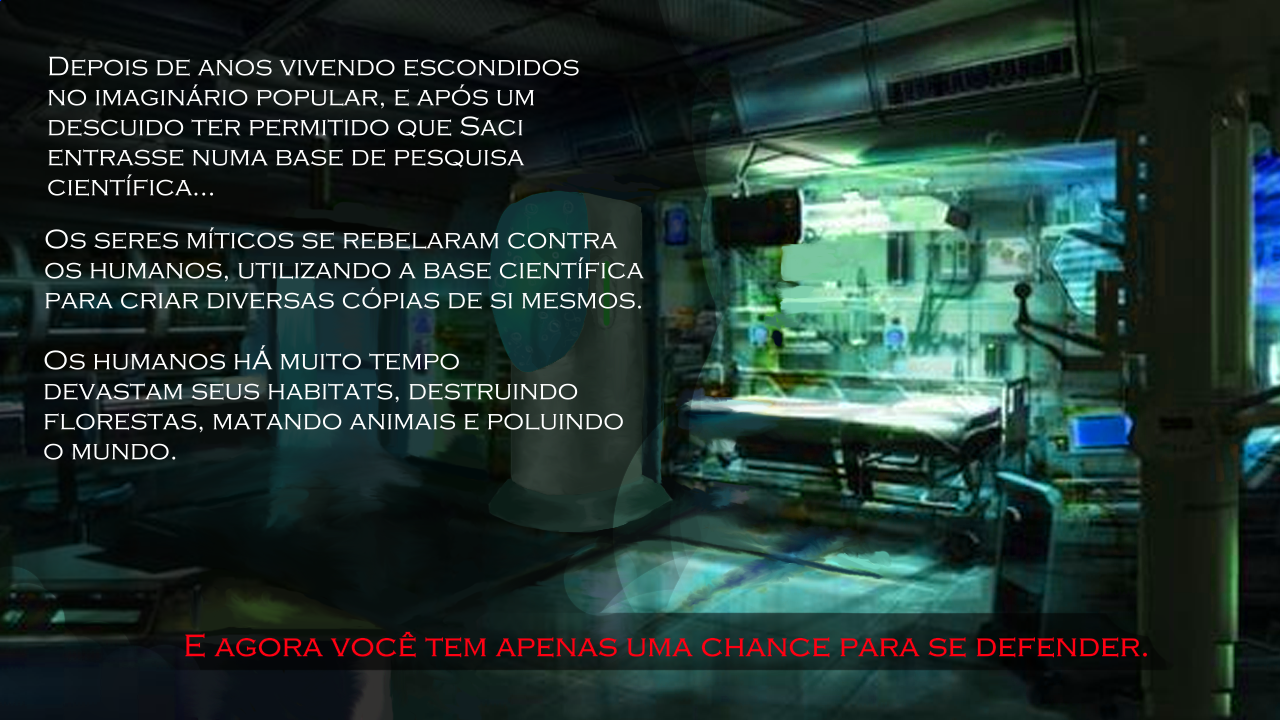 Depois de anos vivendo escondidos
no imaginário popular, e após um
descuido ter permitido que Saci
entrasse numa base de pesquisa
científica...
Os seres míticos se rebelaram contra
os humanos, utilizando a base científica
para criar diversas cópias de si mesmos.
Os humanos há muito tempo
devastam seus habitats, destruindo
florestas, matando animais e poluindo
o mundo.
E agora você tem apenas uma chance para se defender.